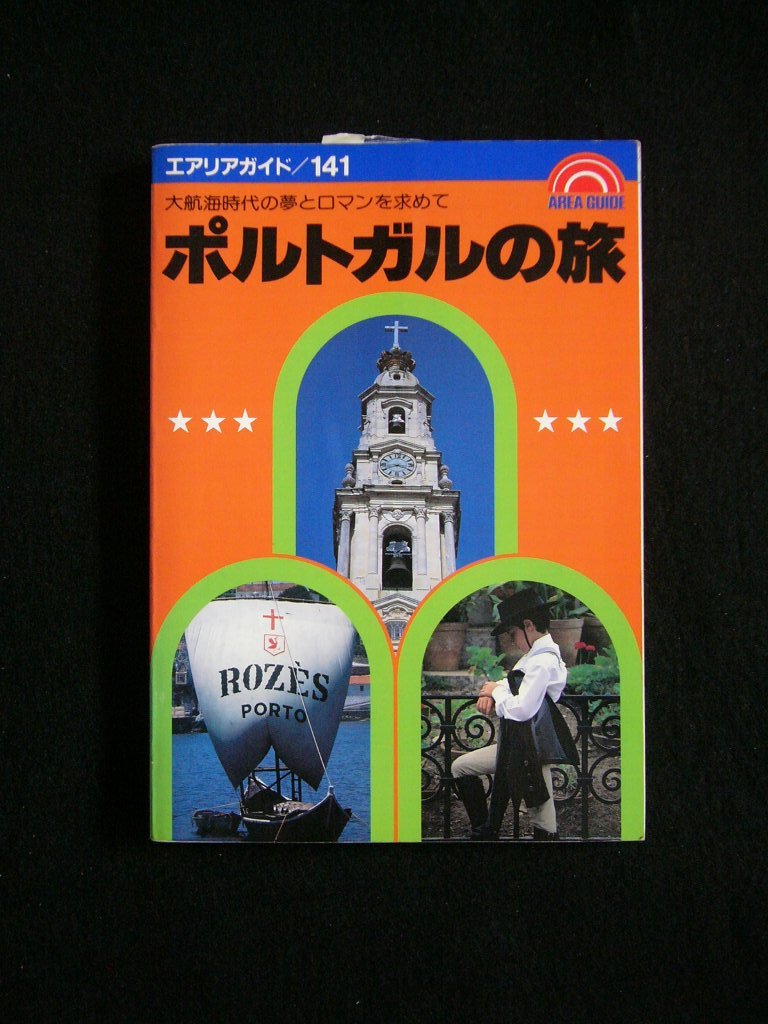 エアリアガイド/141
AREA GUIDE
大航海時代の夢とロマンを求めて
ポルトガルの旅
ROZÈS
PORTO